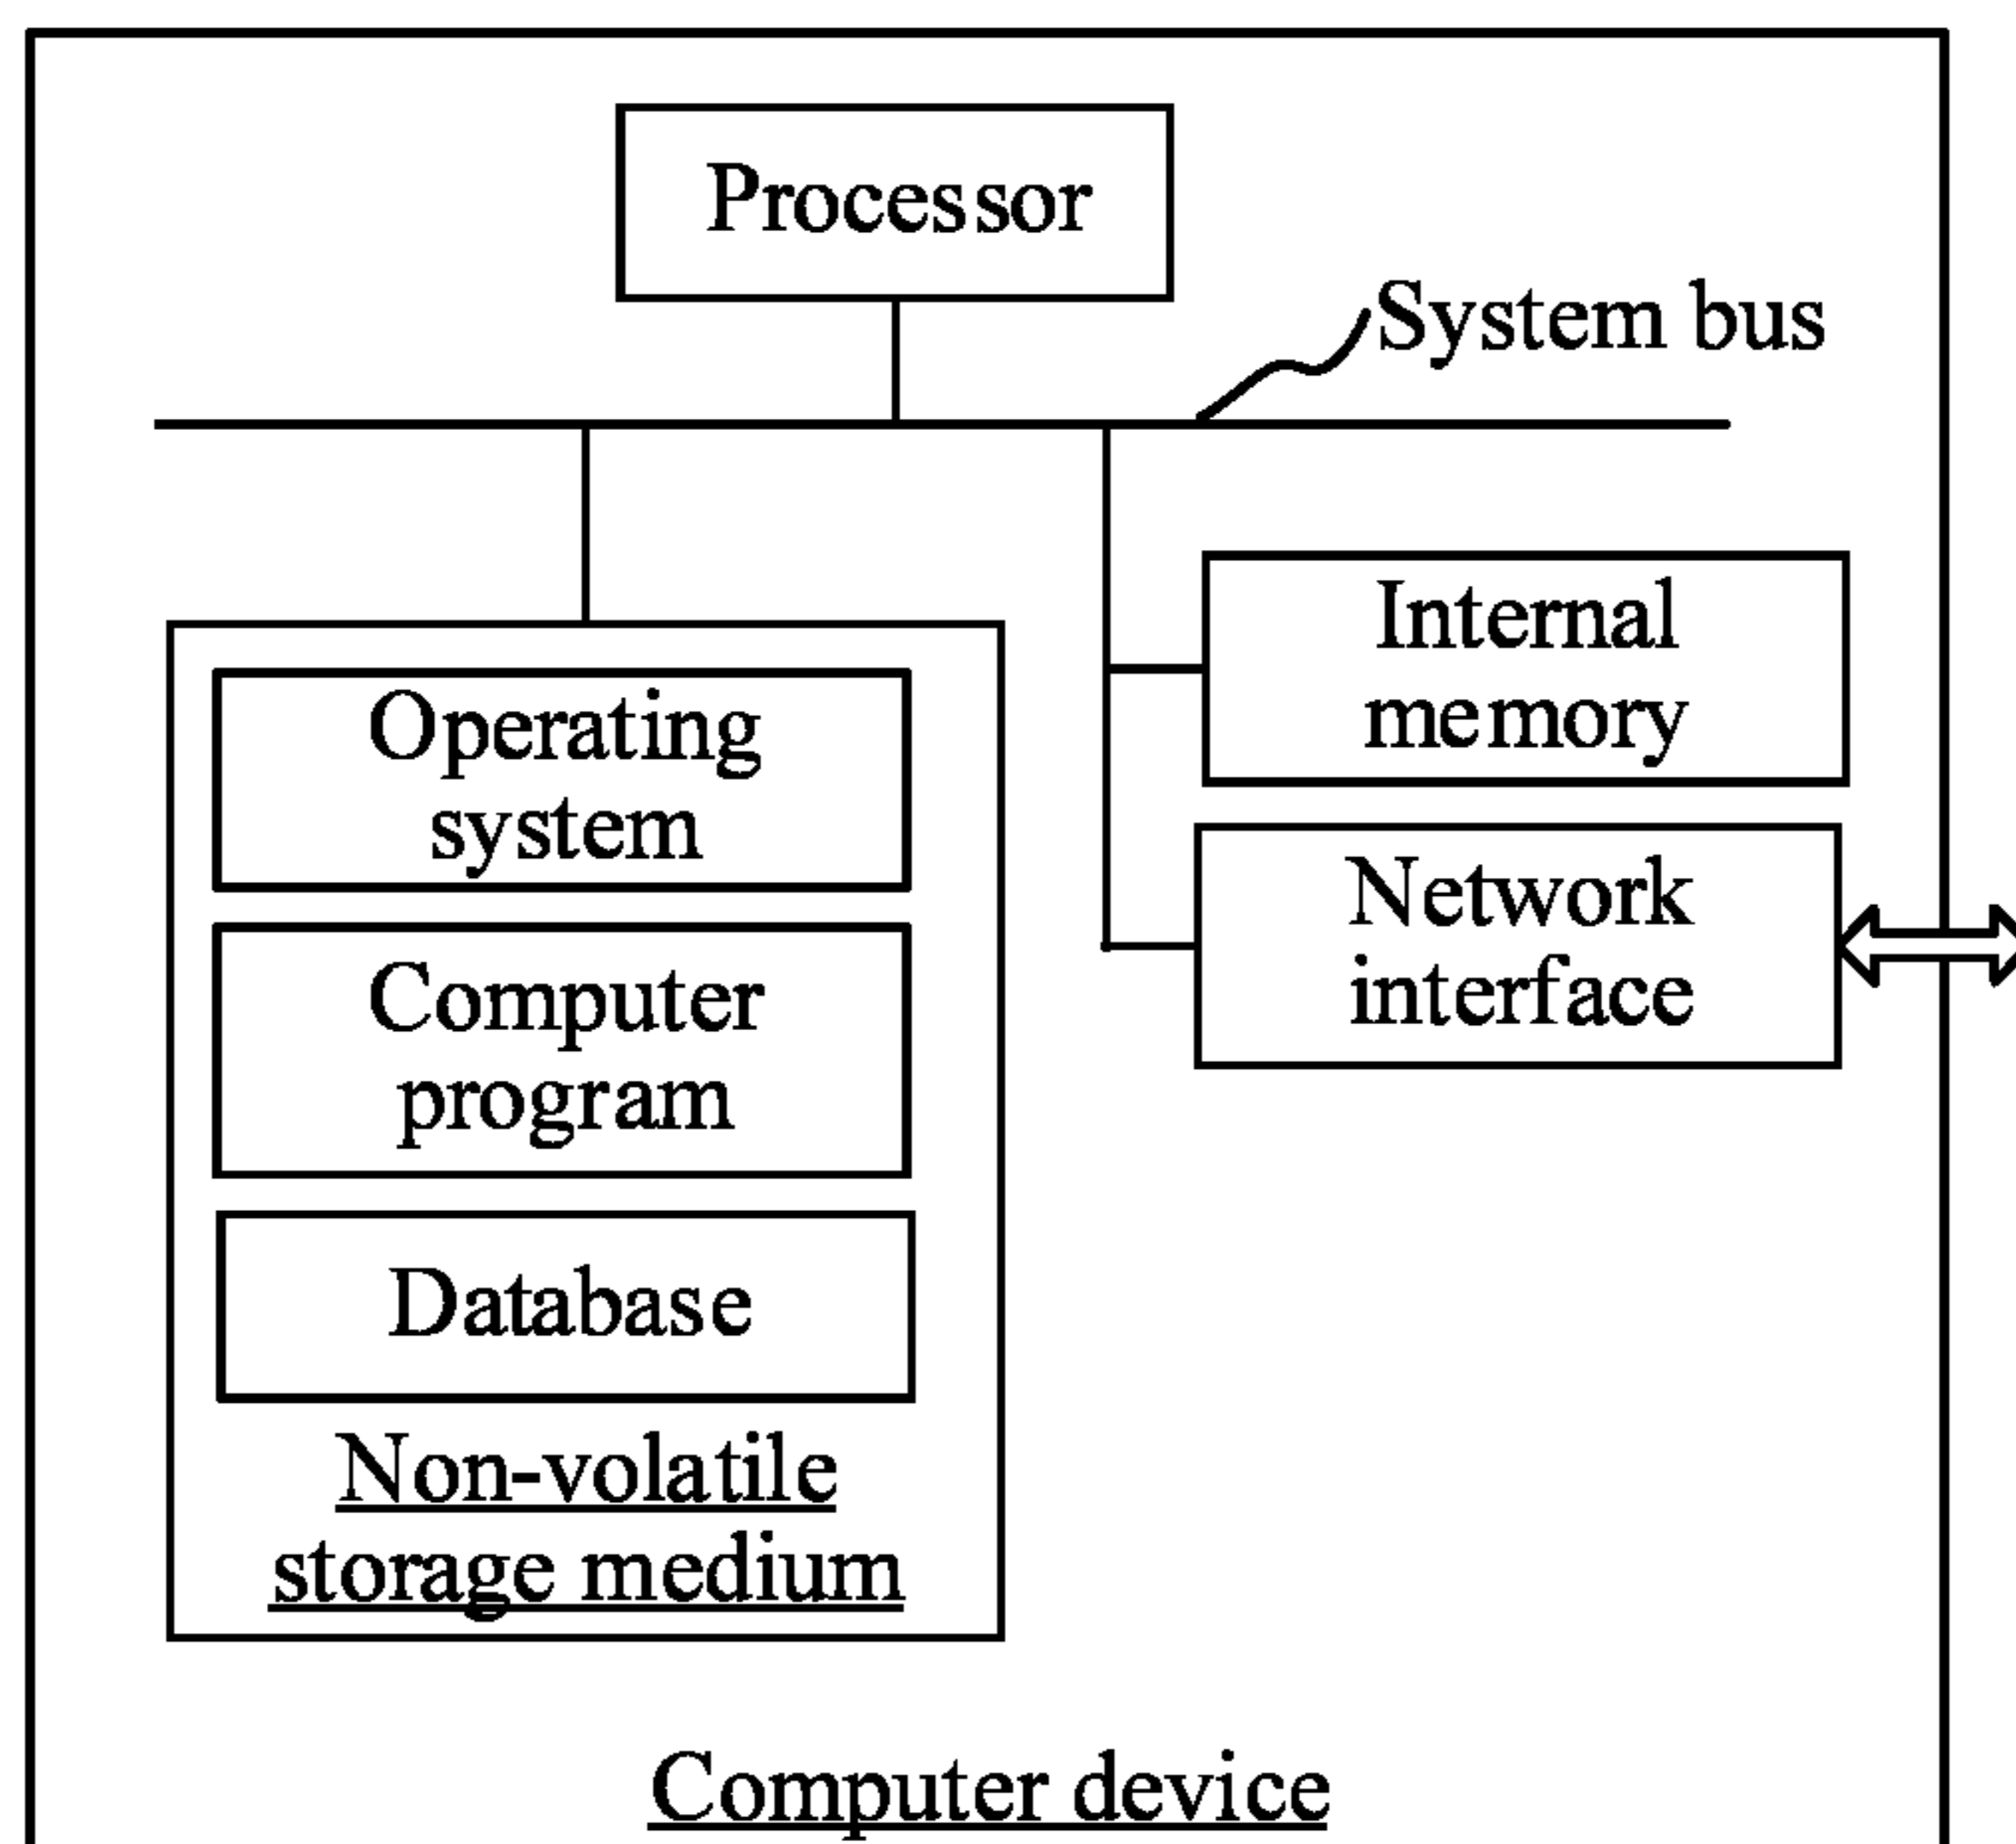 Processor
System bus
Internal
memory
Operating
system
Network
interface
Computer
program
Database
Non-volatile
storage medium
Computer device